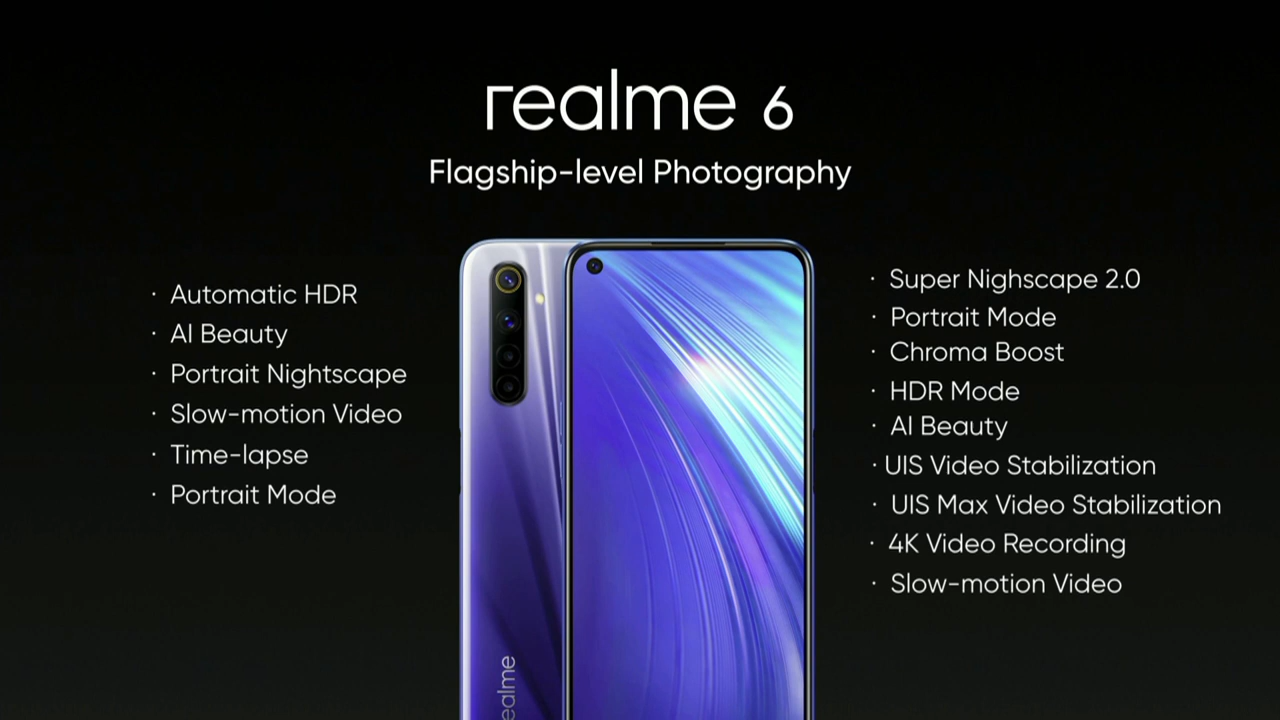 realme 6
Flagship-level Photography
· Automatic HDR
· AI Beauty
· Portrait Nightscape
· Slow-motion Video
· Time-lapse
· Portrait Mode
· Super Nighscape 2.0
· Portrait Mode
· Chroma Boost
· HDR Mode
· AI Beauty
· UIS Video Stabilization
· UIS Max Video Stabilization
· 4K Video Recording
· Slow-motion Video
ealme